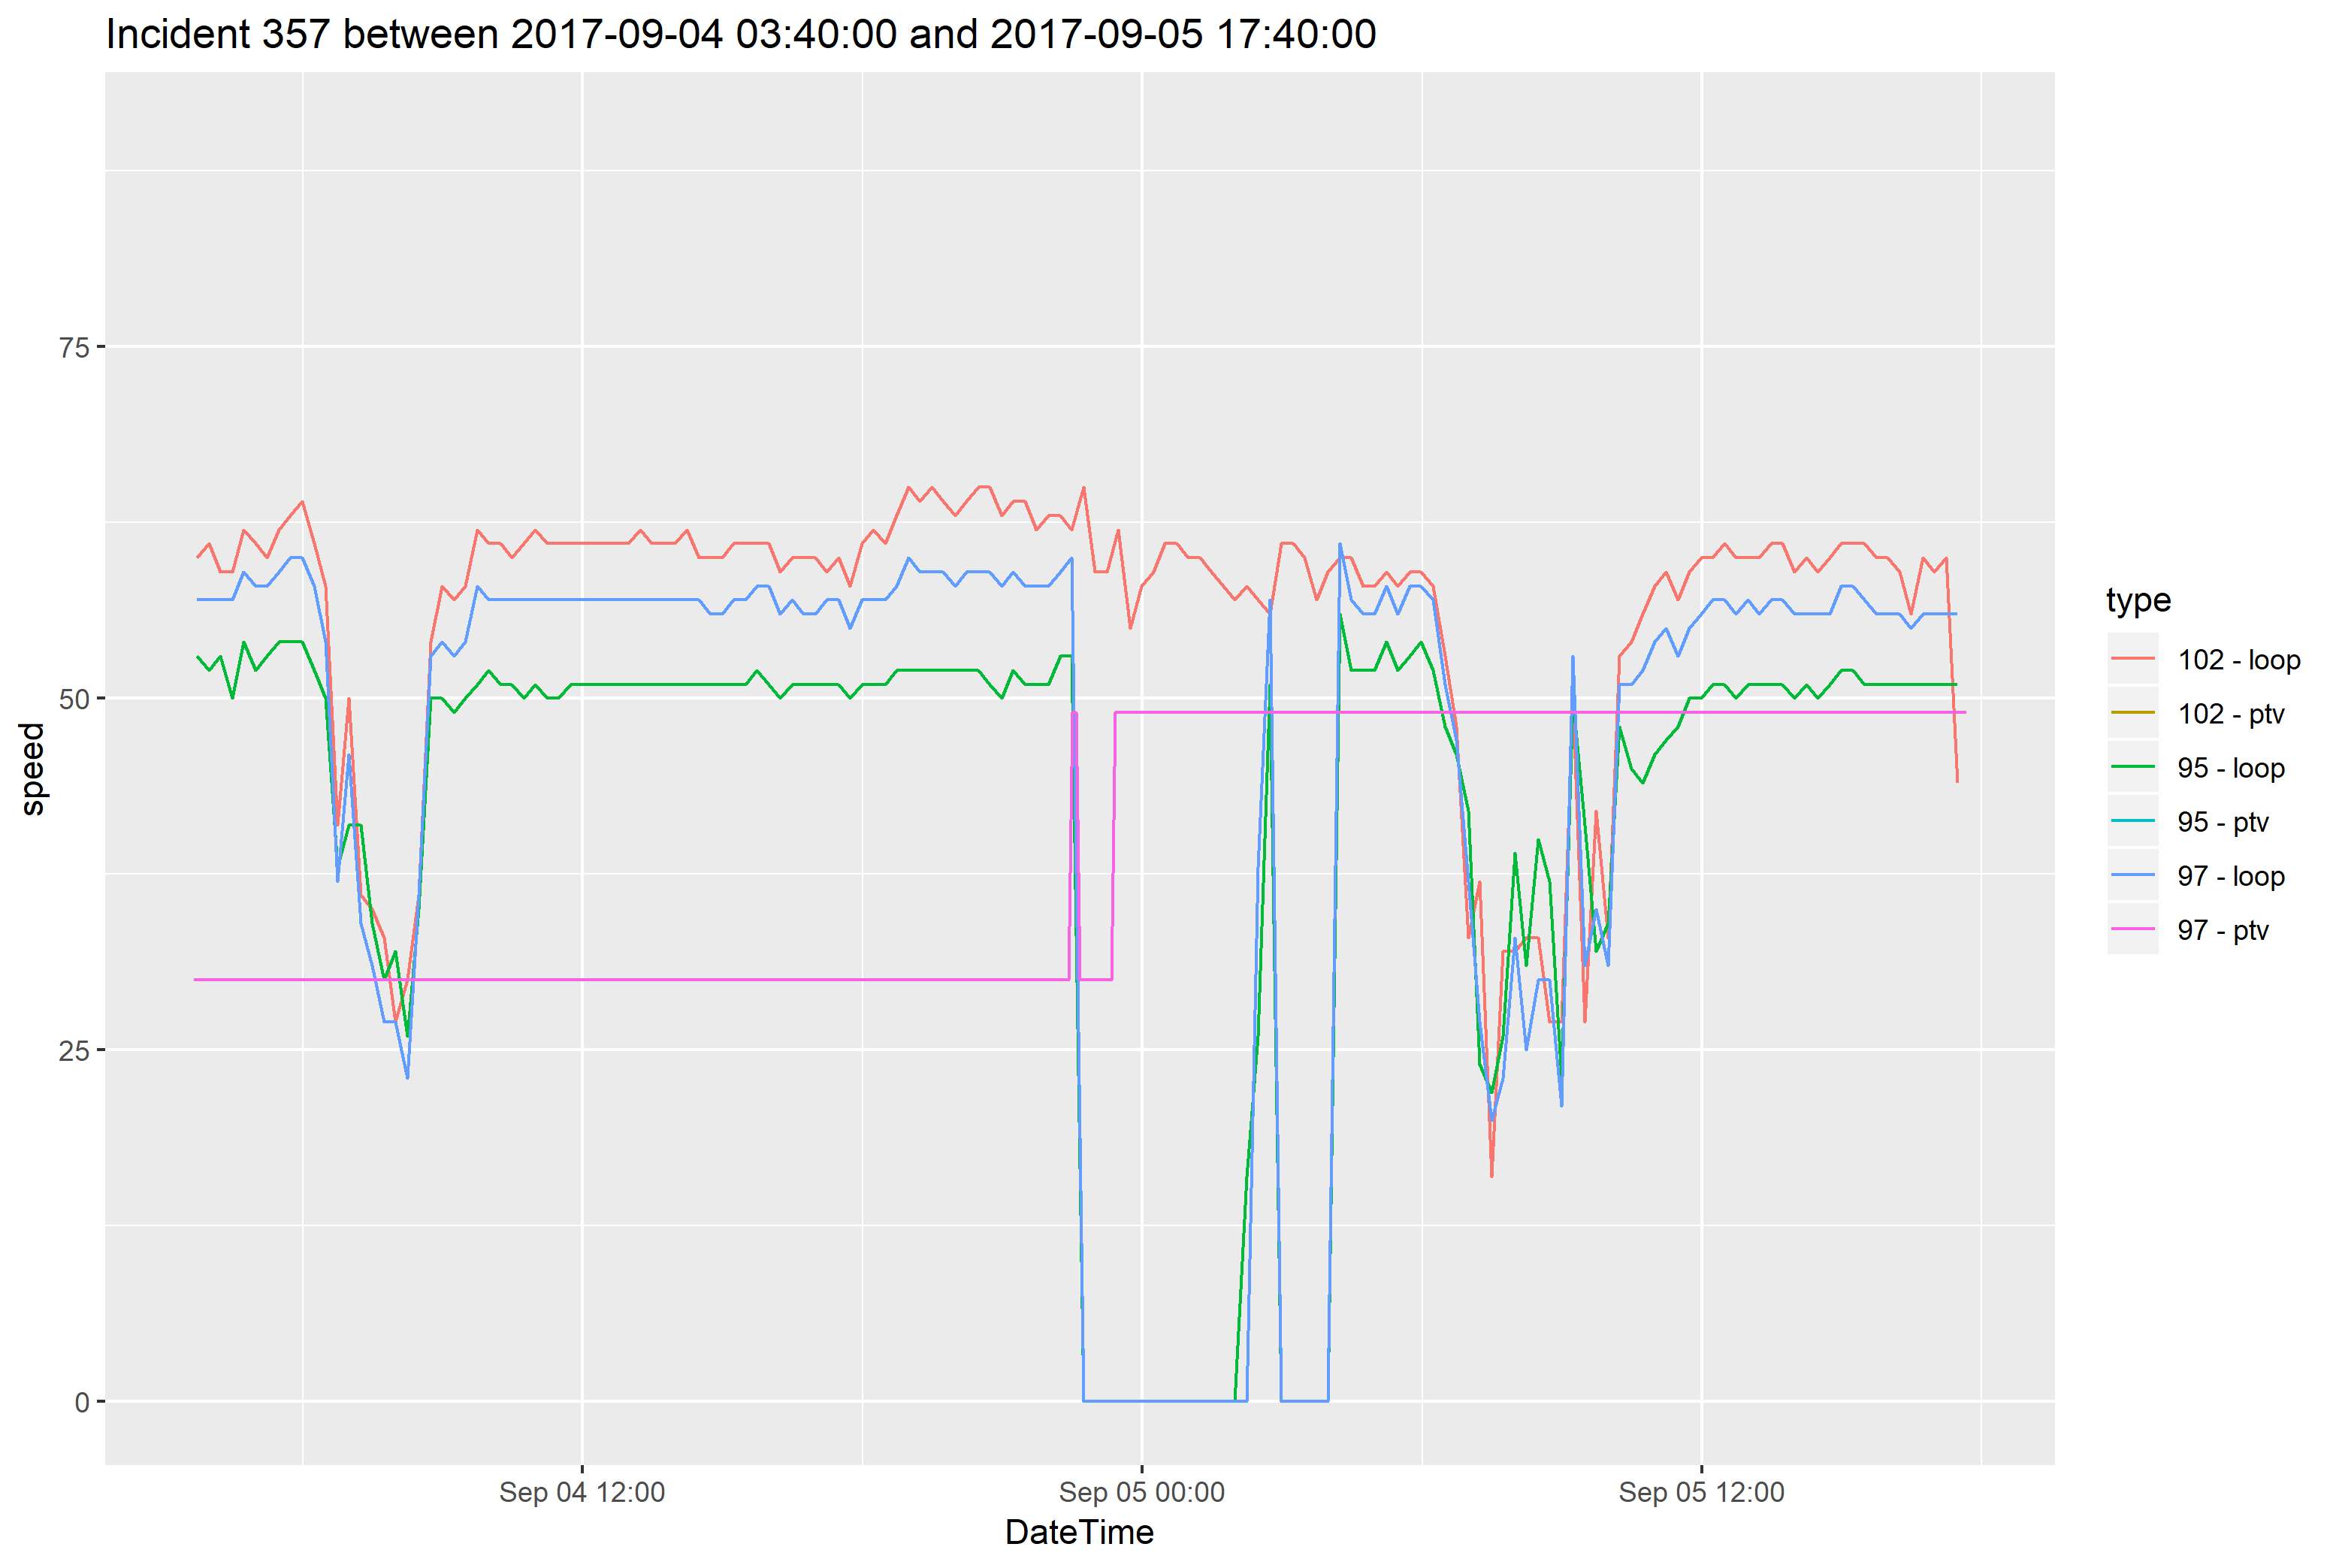 Incident 357 between 2017-09-04 03:40:00 and 2017-09-05 17:40:00
speed
75
50
25
0
Sep 04 12:00
Sep 05 00:00
Sep 05 12:00
DateTime
type
102 - loop
102 - ptv
95 - loop
95 - ptv
97 - loop
97 - ptv